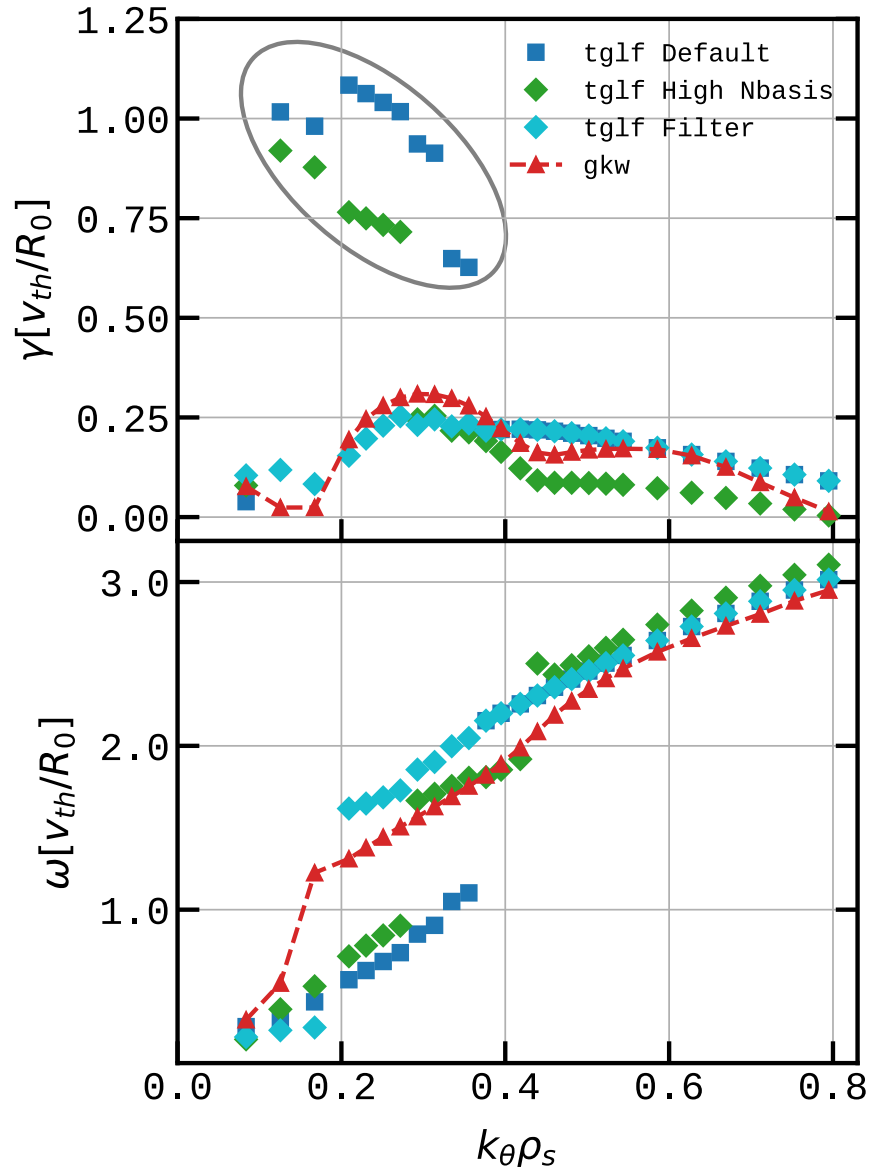 1.25
1.00
0.75
0.50
0.25
0.00
γ[v_th/R_0]
tglf Default
tglf High Nbasis
tglf Filter
gkw
3.0
2.0
1.0
ω[v_th/R_0]
0.0 0.2 0.4 0.6 0.8
k_θρ_s